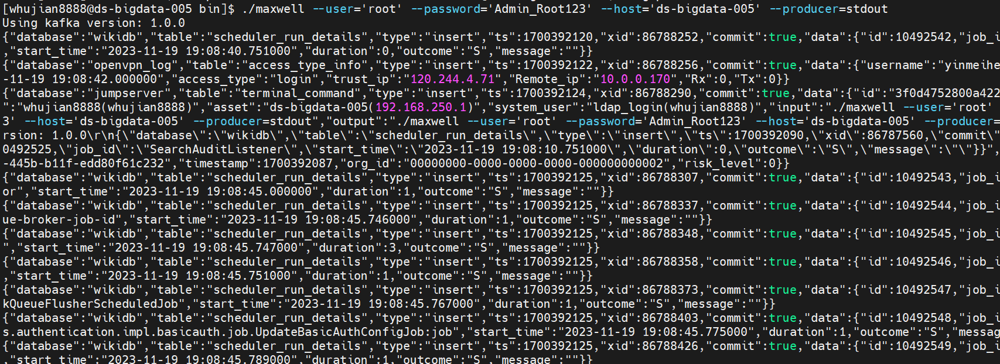 [whujian8888@ds-bigdata-005 bin]$ ./maxwell --user='root' --password='Admin_Root123' --host='ds-bigdata-005' --producer=stdout
Using kafka version: 1.0.0
{"database":"wikidb","table":"scheduler_run_details","type":"insert","ts":1700392120,"xid":86788252,"commit":true,"data":{"id":10492542,"job_i
,"start_time":"2023-11-19 19:08:40.751000","duration":0,"outcome":"S","message":""}}
{"database":"openvpn_log","table":"access_type_info","type":"insert","ts":1700392122,"xid":86788256,"commit":true,"data":{"username":"yinmeihe
-11-19 19:08:42.000000","access_type":"login","trust_ip":"120.244.4.71","Remote_ip":"10.0.0.170","Rx":0,"Tx":0}}
{"database":"jumpserver","table":"terminal_command","type":"insert","ts":1700392124,"xid":86788290,"commit":true,"data":{"id":"3f0d4752800a422
":"whujian8888(whujian8888)","asset":"ds-bigdata-005(192.168.250.1)","system_user":"ldap_login(whujian8888)","input":"./maxwell --user='root'
3' --host='ds-bigdata-005' --producer=stdout","output":"./maxwell --user='root' --password='Admin_Root123' --host='ds-bigdata-005' --producer=
rsion: 1.0.0\r\n{\"database\":\"wikidb\",\"table\":\"scheduler_run_details\",\"type\":\"insert\",\"ts\":1700392090,\"xid\":86787560,\"commit\"
0492525,\"job_id\":\"SearchAuditListener\",\"start_time\":\"2023-11-19 19:08:10.751000\",\"duration\":0,\"outcome\":\"S\",\"message\":\"\"}}",
-445b-b11f-edd80f61c232","timestamp":1700392087,"org_id":"00000000-0000-0000-0000-000000000002","risk_level":0}}
{"database":"wikidb","table":"scheduler_run_details","type":"insert","ts":1700392125,"xid":86788307,"commit":true,"data":{"id":10492543,"job_i
or","start_time":"2023-11-19 19:08:45.000000","duration":1,"outcome":"S","message":""}}
{"database":"wikidb","table":"scheduler_run_details","type":"insert","ts":1700392125,"xid":86788337,"commit":true,"data":{"id":10492544,"job_i
ue-broker-job-id","start_time":"2023-11-19 19:08:45.746000","duration":1,"outcome":"S","message":""}}
{"database":"wikidb","table":"scheduler_run_details","type":"insert","ts":1700392125,"xid":86788348,"commit":true,"data":{"id":10492545,"job_i
","start_time":"2023-11-19 19:08:45.747000","duration":3,"outcome":"S","message":""}}
{"database":"wikidb","table":"scheduler_run_details","type":"insert","ts":1700392125,"xid":86788358,"commit":true,"data":{"id":10492546,"job_i
,"start_time":"2023-11-19 19:08:45.751000","duration":1,"outcome":"S","message":""}}
{"database":"wikidb","table":"scheduler_run_details","type":"insert","ts":1700392125,"xid":86788373,"commit":true,"data":{"id":10492547,"job_i
kQueueFlusherScheduledJob","start_time":"2023-11-19 19:08:45.767000","duration":1,"outcome":"S","message":""}}
{"database":"wikidb","table":"scheduler_run_details","type":"insert","ts":1700392125,"xid":86788403,"commit":true,"data":{"id":10492548,"job_i
s.authentication.impl.basicauth.job.UpdateBasicAuthConfigJob:job","start_time":"2023-11-19 19:08:45.775000","duration":1,"outcome":"S","messag
{"database":"wikidb","table":"scheduler_run_details","type":"insert","ts":1700392125,"xid":86788426,"commit":true,"data":{"id":10492549,"job_i
,"start_time":"2023-11-19 19:08:45.789000","duration":1,"outcome":"S","message":""}}